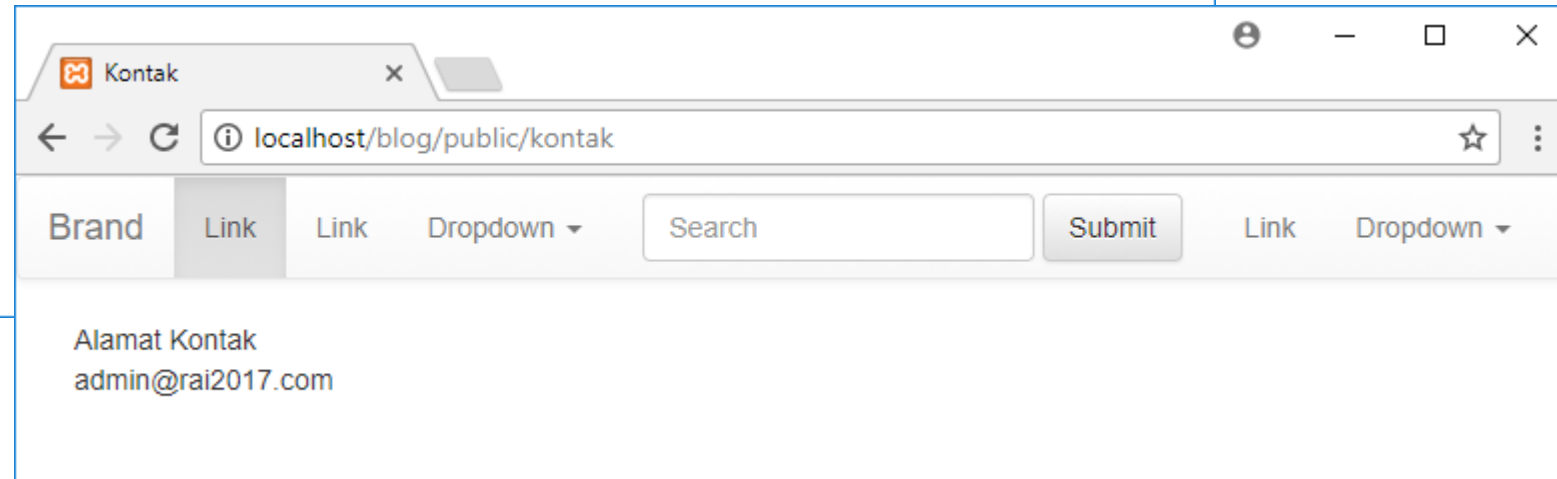 Kontak
localhost/blog/public/kontak
Brand Link Link Dropdown Search Submit Link Dropdown
Alamat Kontak
admin@rai2017.com